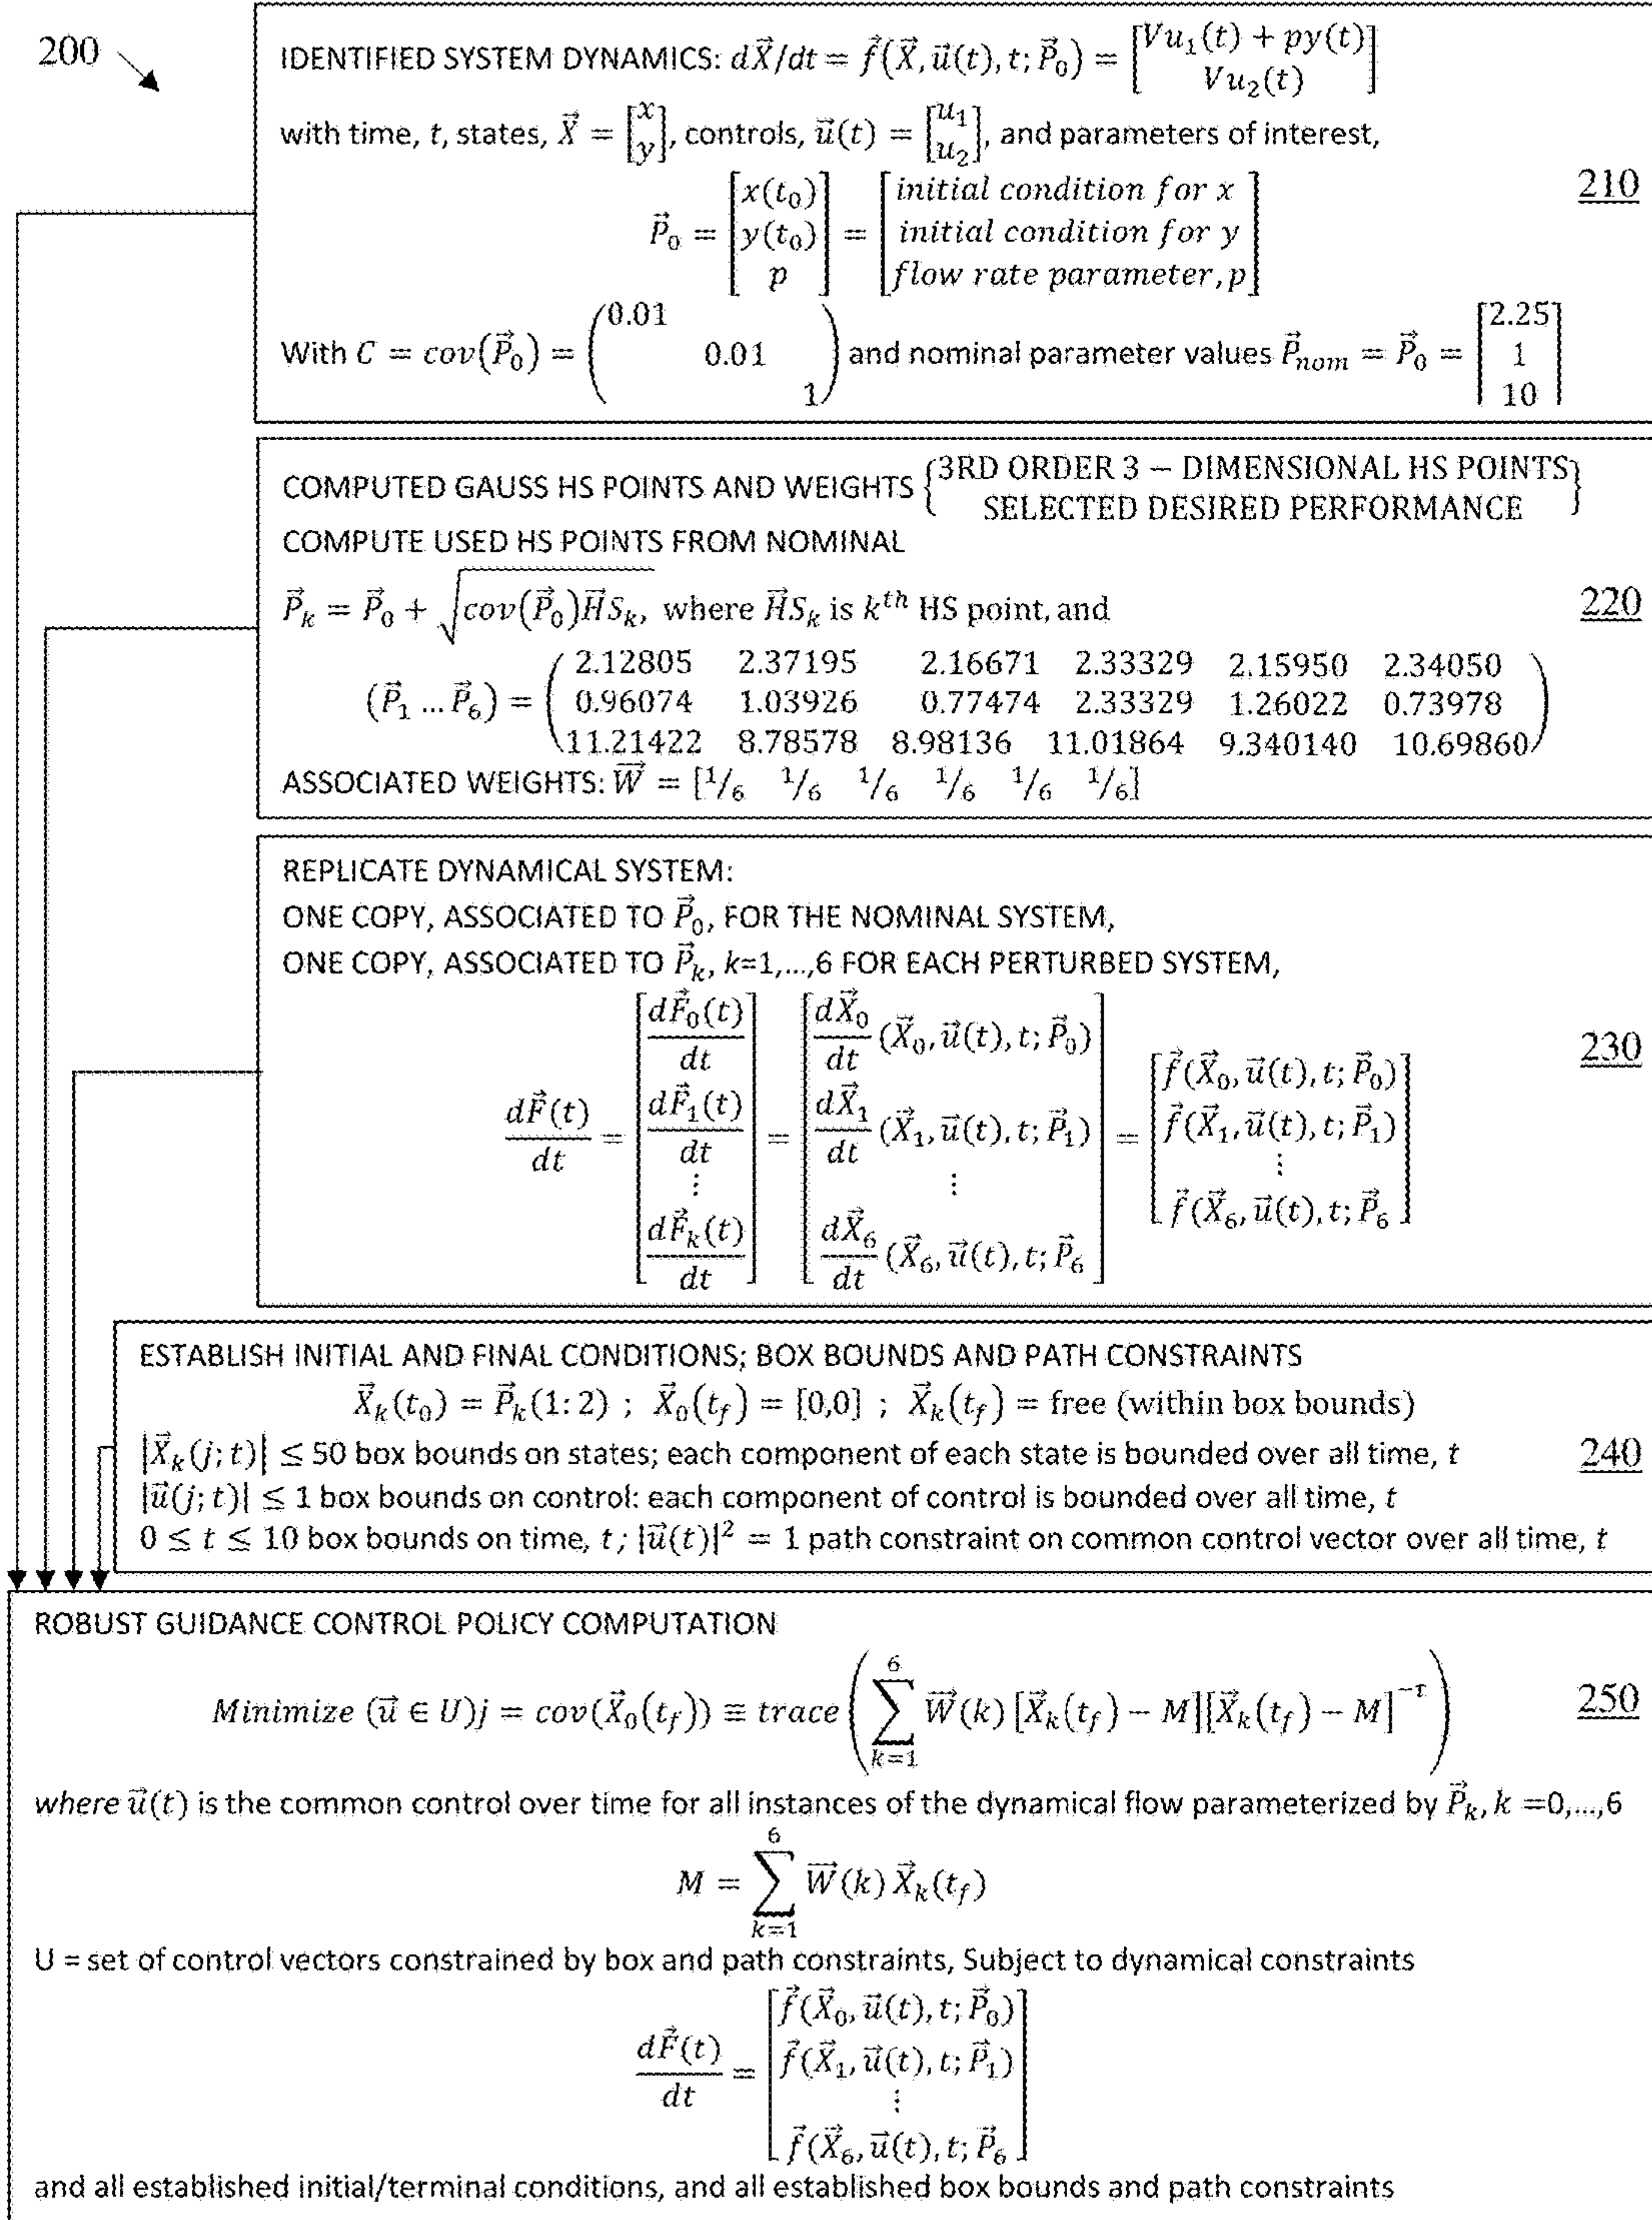 200
IDENTIFIED SYSTEM DYNAMICS: dX⃗/dt = f⃗(X⃗, u⃗(t), t; P⃗₀) = [Vu₁(t) + py(t); Vu₂(t)]
with time, t, states, X⃗ = [x; y], controls, u⃗(t) = [u₁; u₂], and parameters of interest,
P⃗₀ = [x(t₀); y(t₀); p] = [initial condition for x; initial condition for y; flow rate parameter, p]
210
With C = cov(P⃗₀) = (0.01 0.01 1) and nominal parameter values P⃗nom = P⃗₀ = [2.25; 1; 10]
COMPUTED GAUSS HS POINTS AND WEIGHTS {3RD ORDER 3 – DIMENSIONAL HS POINTS
SELECTED DESIRED PERFORMANCE}
COMPUTE USED HS POINTS FROM NOMINAL
P⃗ₖ = P⃗₀ + √(cov(P⃗₀)H⃗Sₖ), where H⃗Sₖ is kᵗʰ HS point, and
220
(P⃗₁ ... P⃗₆) = (2.12805 2.37195 2.16671 2.33329 2.15950 2.34050
0.96074 1.03926 0.77474 2.33329 1.26022 0.73978
11.21422 8.78578 8.98136 11.01864 9.340140 10.69860)
ASSOCIATED WEIGHTS: W⃗ = [1/6 1/6 1/6 1/6 1/6 1/6]
REPLICATE DYNAMICAL SYSTEM:
ONE COPY, ASSOCIATED TO P⃗₀, FOR THE NOMINAL SYSTEM,
ONE COPY, ASSOCIATED TO P⃗ₖ, k=1,...,6 FOR EACH PERTURBED SYSTEM,
dF⃗(t)/dt = [dF⃗₀(t)/dt; dF⃗₁(t)/dt; ⋮; dF⃗ₖ(t)/dt] = [dX⃗₀/dt (X⃗₀, u⃗(t), t; P⃗₀); dX⃗₁/dt (X⃗₁, u⃗(t), t; P⃗₁); ⋮; dX⃗₆/dt (X⃗₆, u⃗(t), t; P⃗₆] = [f⃗(X⃗₀, u⃗(t), t; P⃗₀); f⃗(X⃗₁, u⃗(t), t; P⃗₁); ⋮; f⃗(X⃗₆, u⃗(t), t; P⃗₆]
230
ESTABLISH INITIAL AND FINAL CONDITIONS; BOX BOUNDS AND PATH CONSTRAINTS
X⃗ₖ(t₀) = P⃗ₖ(1: 2) ; X⃗₀(t_f) = [0,0] ; X⃗ₖ(t_f) = free (within box bounds)
|X⃗ₖ(j; t)| ≤ 50 box bounds on states; each component of each state is bounded over all time, t
240
|u⃗(j; t)| ≤ 1 box bounds on control: each component of control is bounded over all time, t
0 ≤ t ≤ 10 box bounds on time, t ; |u⃗(t)|² = 1 path constraint on common control vector over all time, t
ROBUST GUIDANCE CONTROL POLICY COMPUTATION
Minimize (u⃗ ∈ U)j = cov(X⃗₀(t_f)) ≡ trace(∑_{k=1}^{6} W⃗(k) [X⃗ₖ(t_f) − M][X⃗ₖ(t_f) − M]^{−τ})
250
where u⃗(t) is the common control over time for all instances of the dynamical flow parameterized by P⃗ₖ, k =0,...,6
M = ∑_{k=1}^{6} W⃗(k) X⃗ₖ(t_f)
U = set of control vectors constrained by box and path constraints, Subject to dynamical constraints
dF⃗(t)/dt = [f⃗(X⃗₀, u⃗(t), t; P⃗₀); f⃗(X⃗₁, u⃗(t), t; P⃗₁); ⋮; f⃗(X⃗₆, u⃗(t), t; P⃗₆]
and all established initial/terminal conditions, and all established box bounds and path constraints